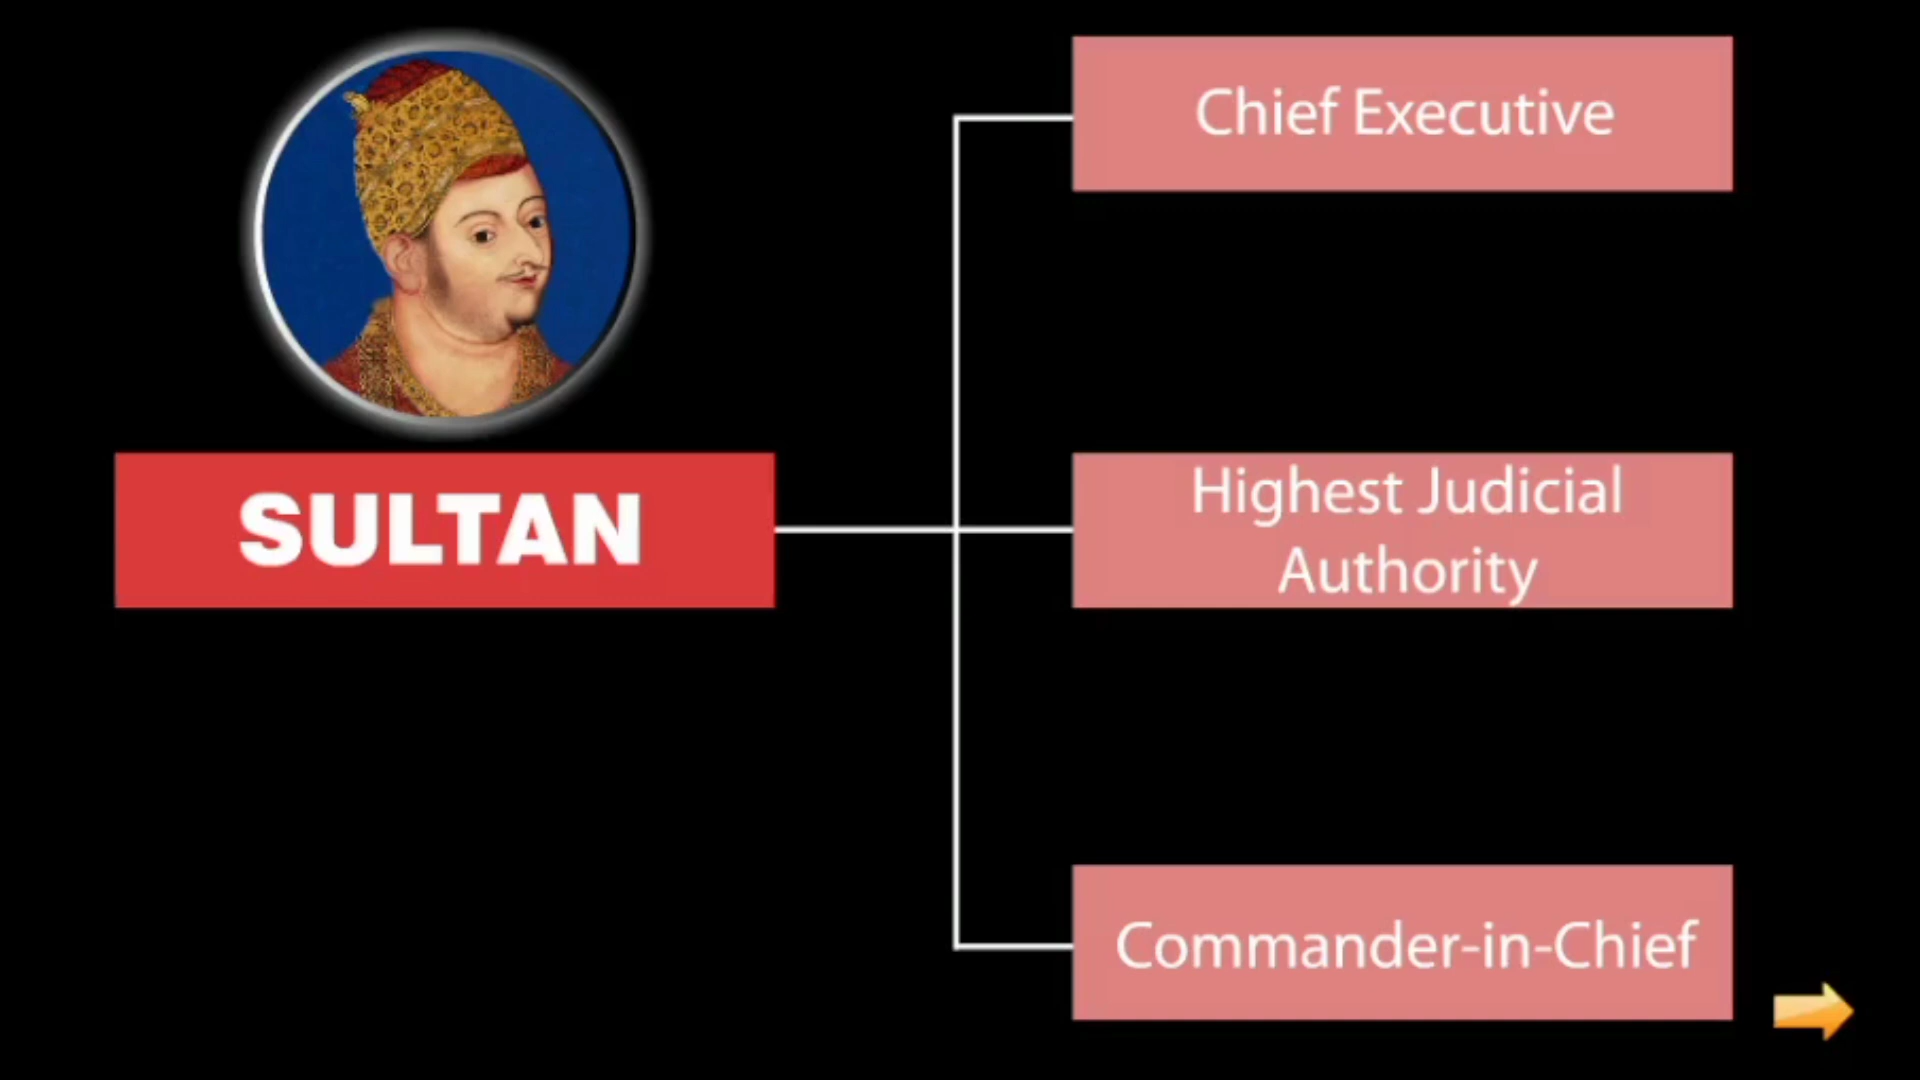 SULTAN
Chief Executive
Highest Judicial
Authority
Commander-in-Chief